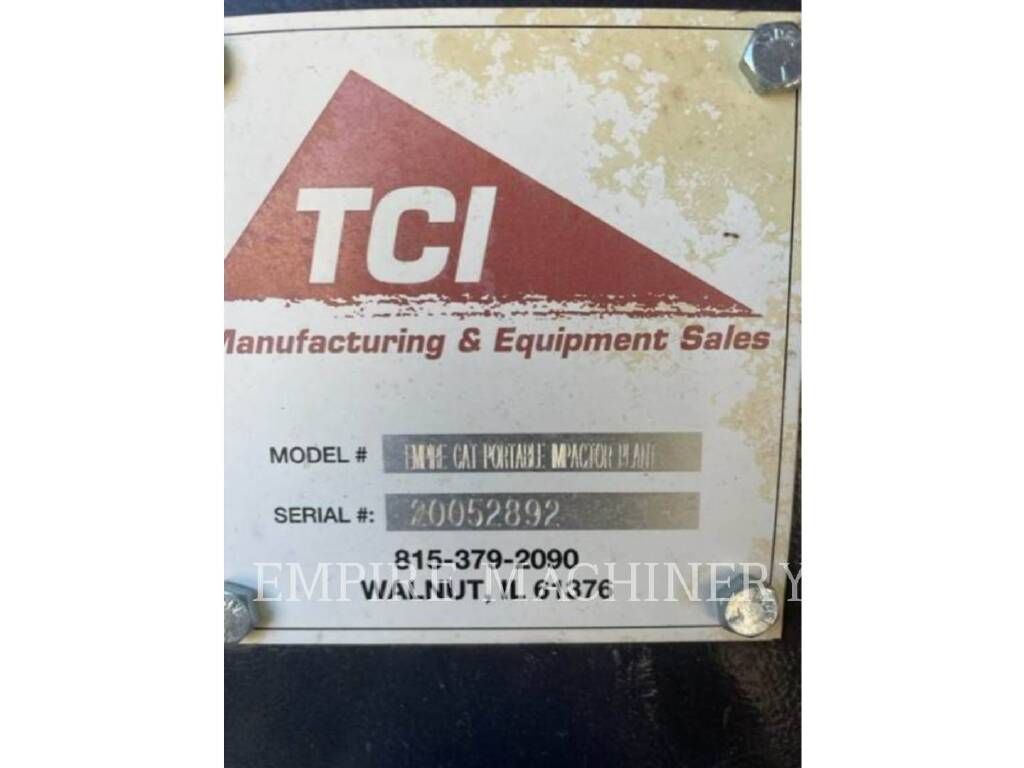 TCI
Manufacturing & Equipment Sales
MODEL # EMPIRE CAT PORTABLE IMPACTOR PLANT
SERIAL #: 20052892
815-379-2090
WALNUT, IL 61376
EMPIRE MACHINERY